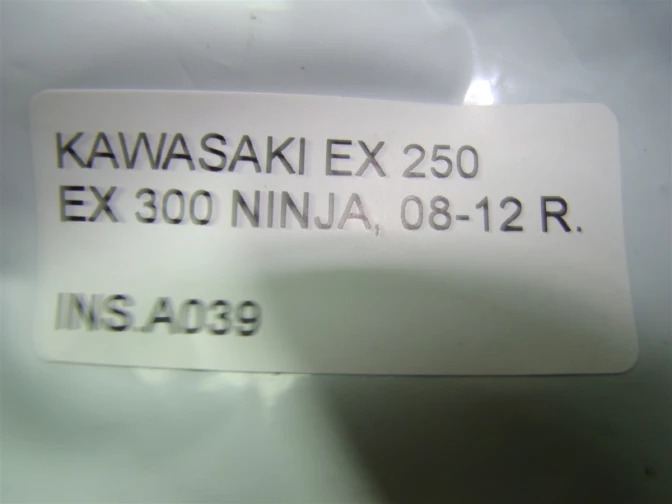 KAWASAKI EX 250
EX 300 NINJA, 08-12 R.
INS.A039